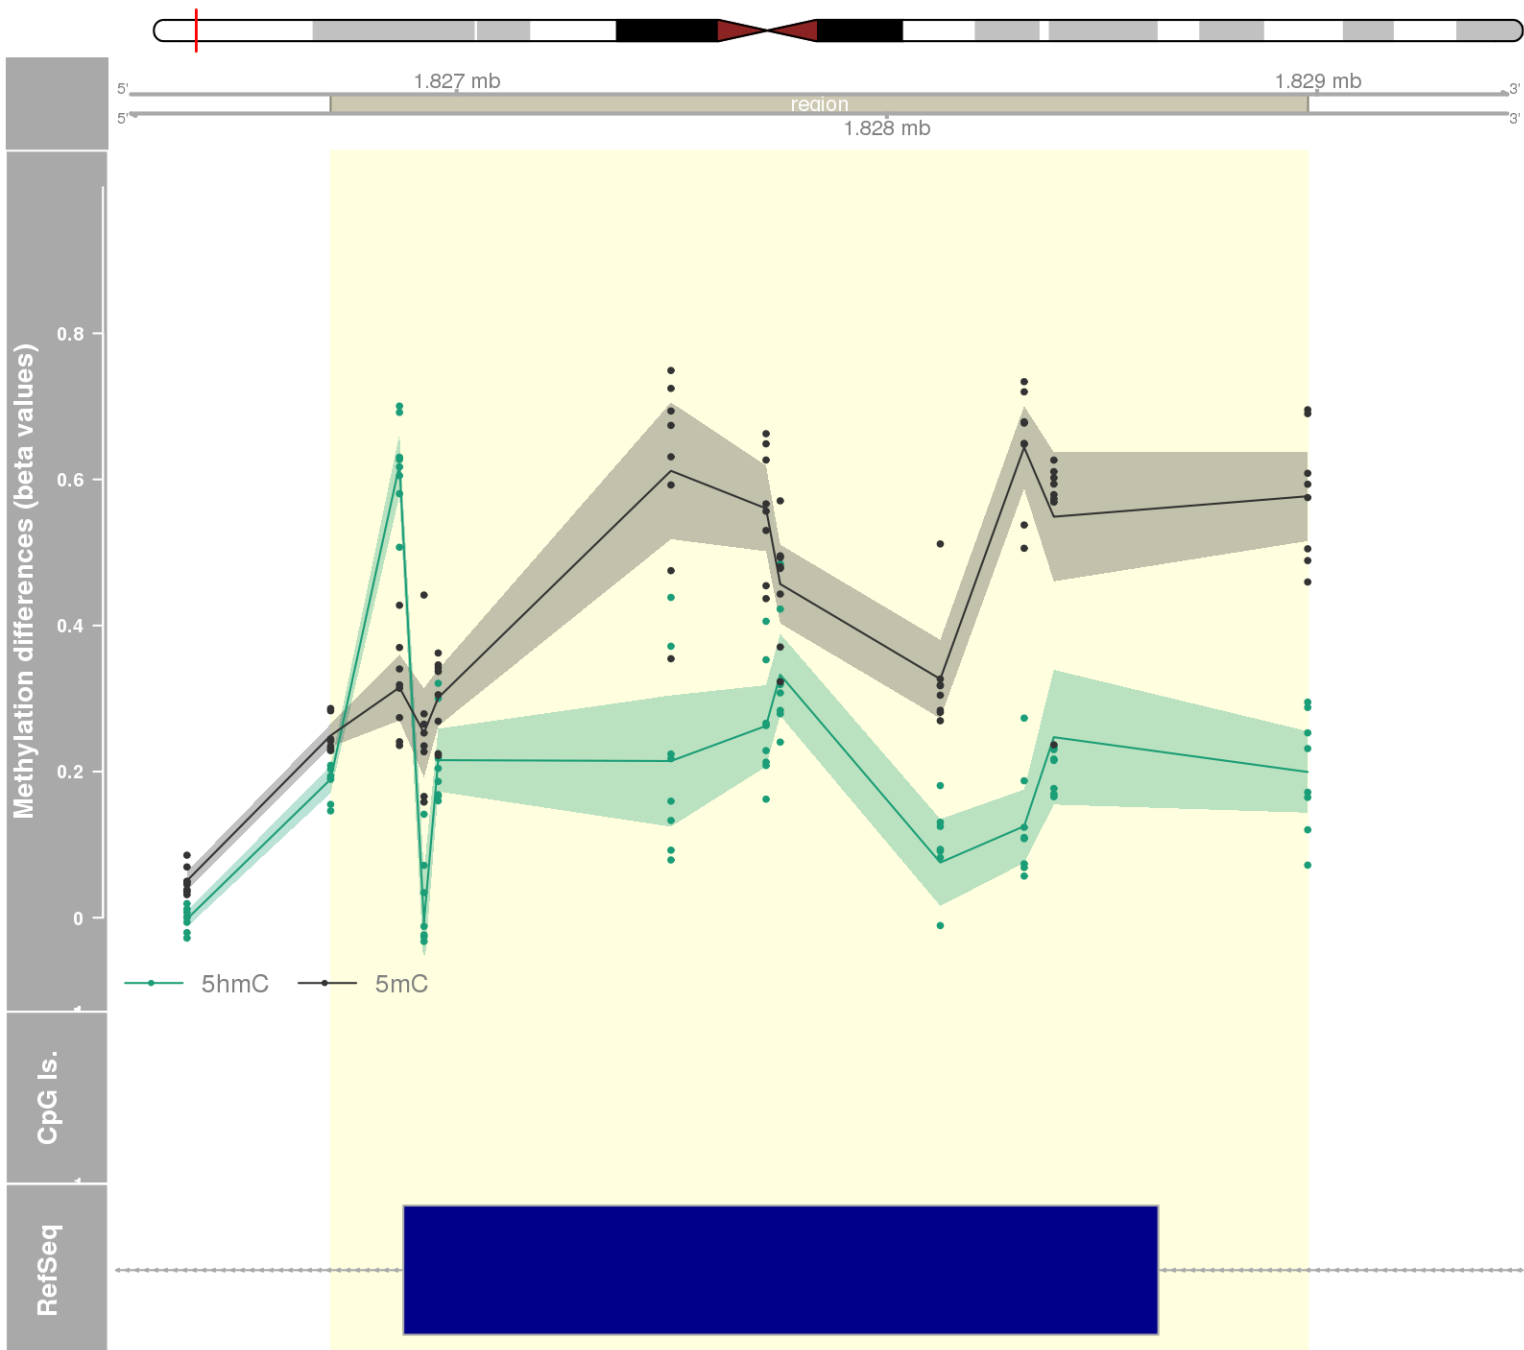 1.827 mb
1.829 mb
5'
3'
region
5'
3'
1.828 mb
Methylation differences (beta values)
0.8
0.6
0.4
0.2
0
5hmC
5mC
CpG Is.
RefSeq